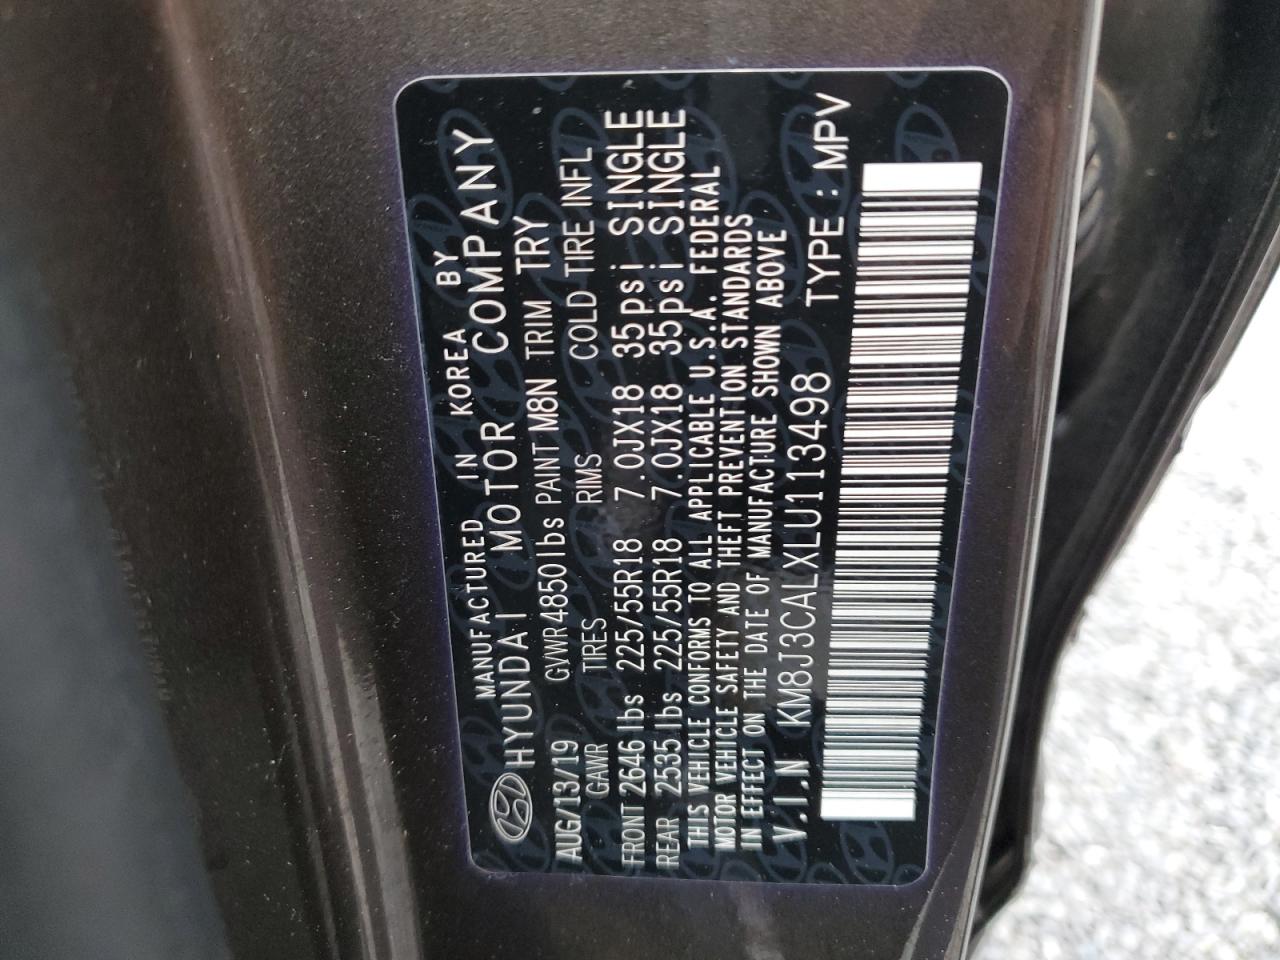 MANUFACTURED IN KOREA BY
HYUNDAI MOTOR COMPANY
AUG/13/19 GVWR 4850lbs PAINT M8N TRIM TRY
GAWR TIRES RIMS COLD TIRE INFL
FRONT 2646 lbs 225/55R18 7.0JX18 35psi SINGLE
REAR 2535 lbs 225/55R18 7.0JX18 35psi SINGLE
THIS VEHICLE CONFORMS TO ALL APPLICABLE U.S.A. FEDERAL
MOTOR VEHICLE SAFETY AND THEFT PREVENTION STANDARDS
IN EFFECT ON THE DATE OF MANUFACTURE SHOWN ABOVE
V.I.N KM8J3CALXLU113498 TYPE : MPV